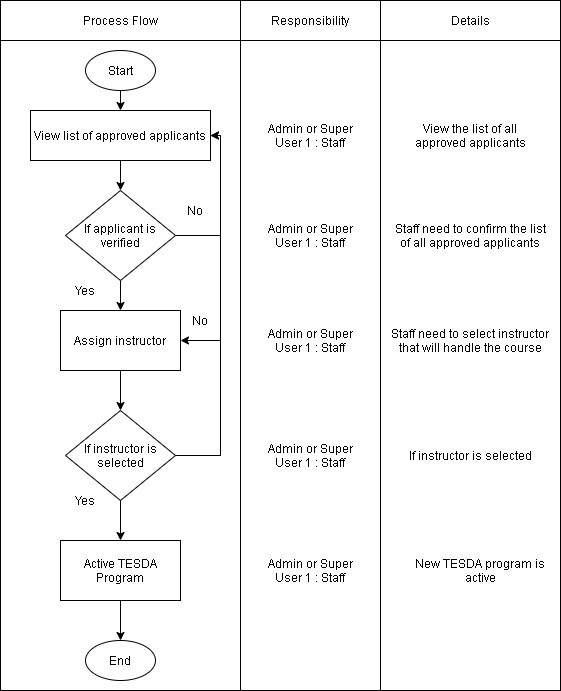 Process Flow
Responsibility
Details
Start
View list of approved applicants
Admin or Super
User 1 : Staff
View the list of all
approved applicants
No
If applicant is
verified
Admin or Super
User 1 : Staff
Staff need to confirm the list
of all approved applicants
Yes
No
Assign instructor
Admin or Super
User 1 : Staff
Staff need to select instructor
that will handle the course
If instructor is
selected
Admin or Super
User 1 : Staff
If instructor is selected
Yes
Active TESDA
Program
Admin or Super
User 1 : Staff
New TESDA program is
active
End